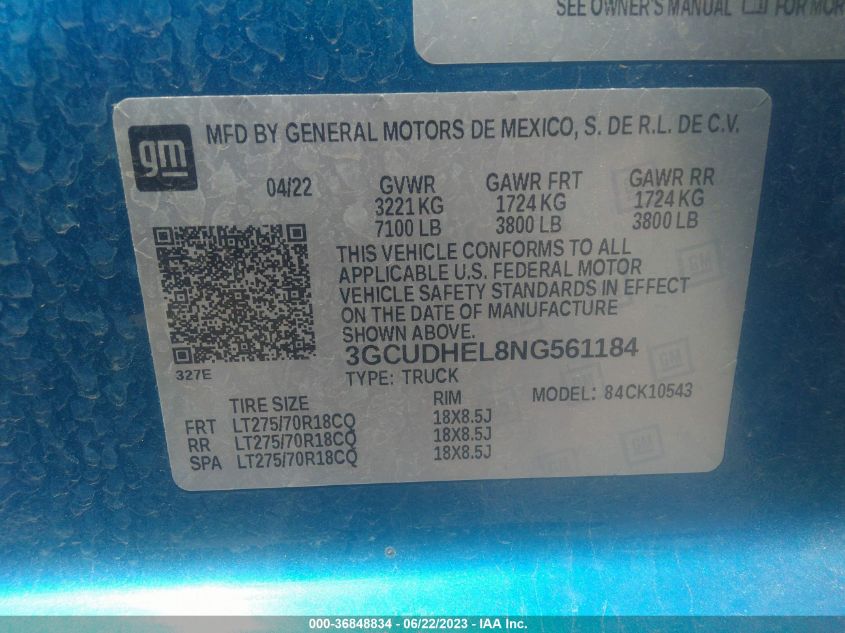 SEE OWNER'S MANUAL FOR MOR
gm
MFD BY GENERAL MOTORS DE MEXICO, S. DE R.L. DE C.V.
04/22 GVWR GAWR FRT GAWR RR
3221 KG 1724 KG 1724 KG
7100 LB 3800 LB 3800 LB
THIS VEHICLE CONFORMS TO ALL
APPLICABLE U.S. FEDERAL MOTOR
VEHICLE SAFETY STANDARDS IN EFFECT
ON THE DATE OF MANUFACTURE
SHOWN ABOVE.
3GCUDHEL8NG561184
327E
TYPE: TRUCK
MODEL: 84CK10543
TIRE SIZE RIM
FRT LT275/70R18CQ 18X8.5J
RR LT275/70R18CQ 18X8.5J
SPA LT275/70R18CQ 18X8.5J
000-36848834 - 06/22/2023 - IAA Inc.